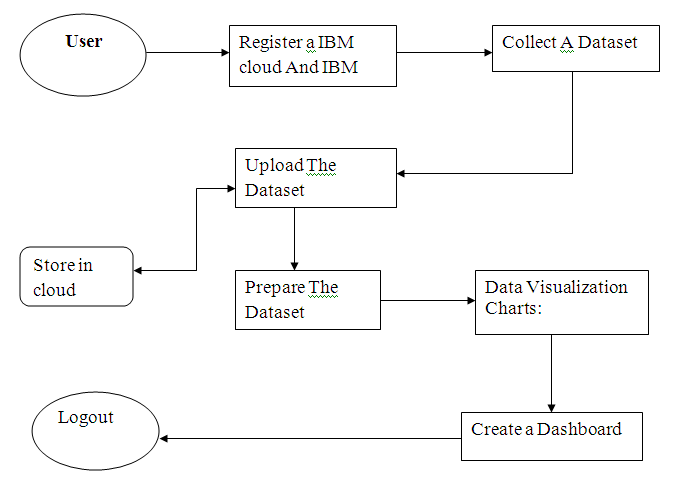 User
Register a IBM
cloud And IBM
Collect A Dataset
Upload The
Dataset
Store in
cloud
Prepare The
Dataset
Data Visualization
Charts:
Logout
Create a Dashboard